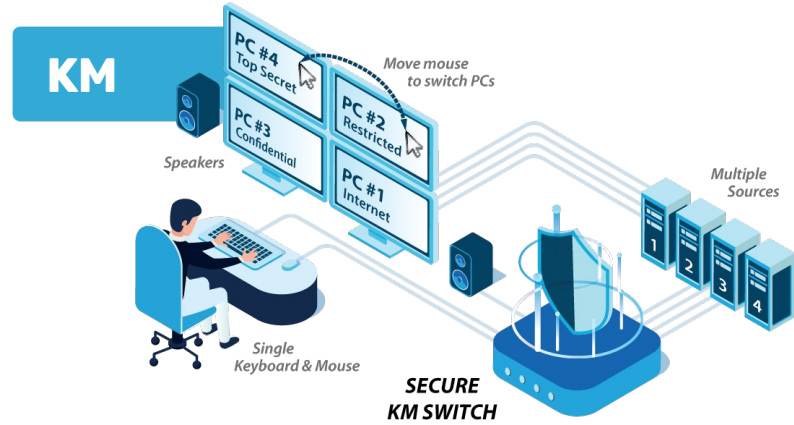 KM
PC #4
Top Secret
Move mouse
to switch PCs
PC #2
Restricted
PC #3
Confidential
PC #1
Internet
Speakers
Multiple
Sources
1
2
3
4
Single
Keyboard & Mouse
SECURE
KM SWITCH